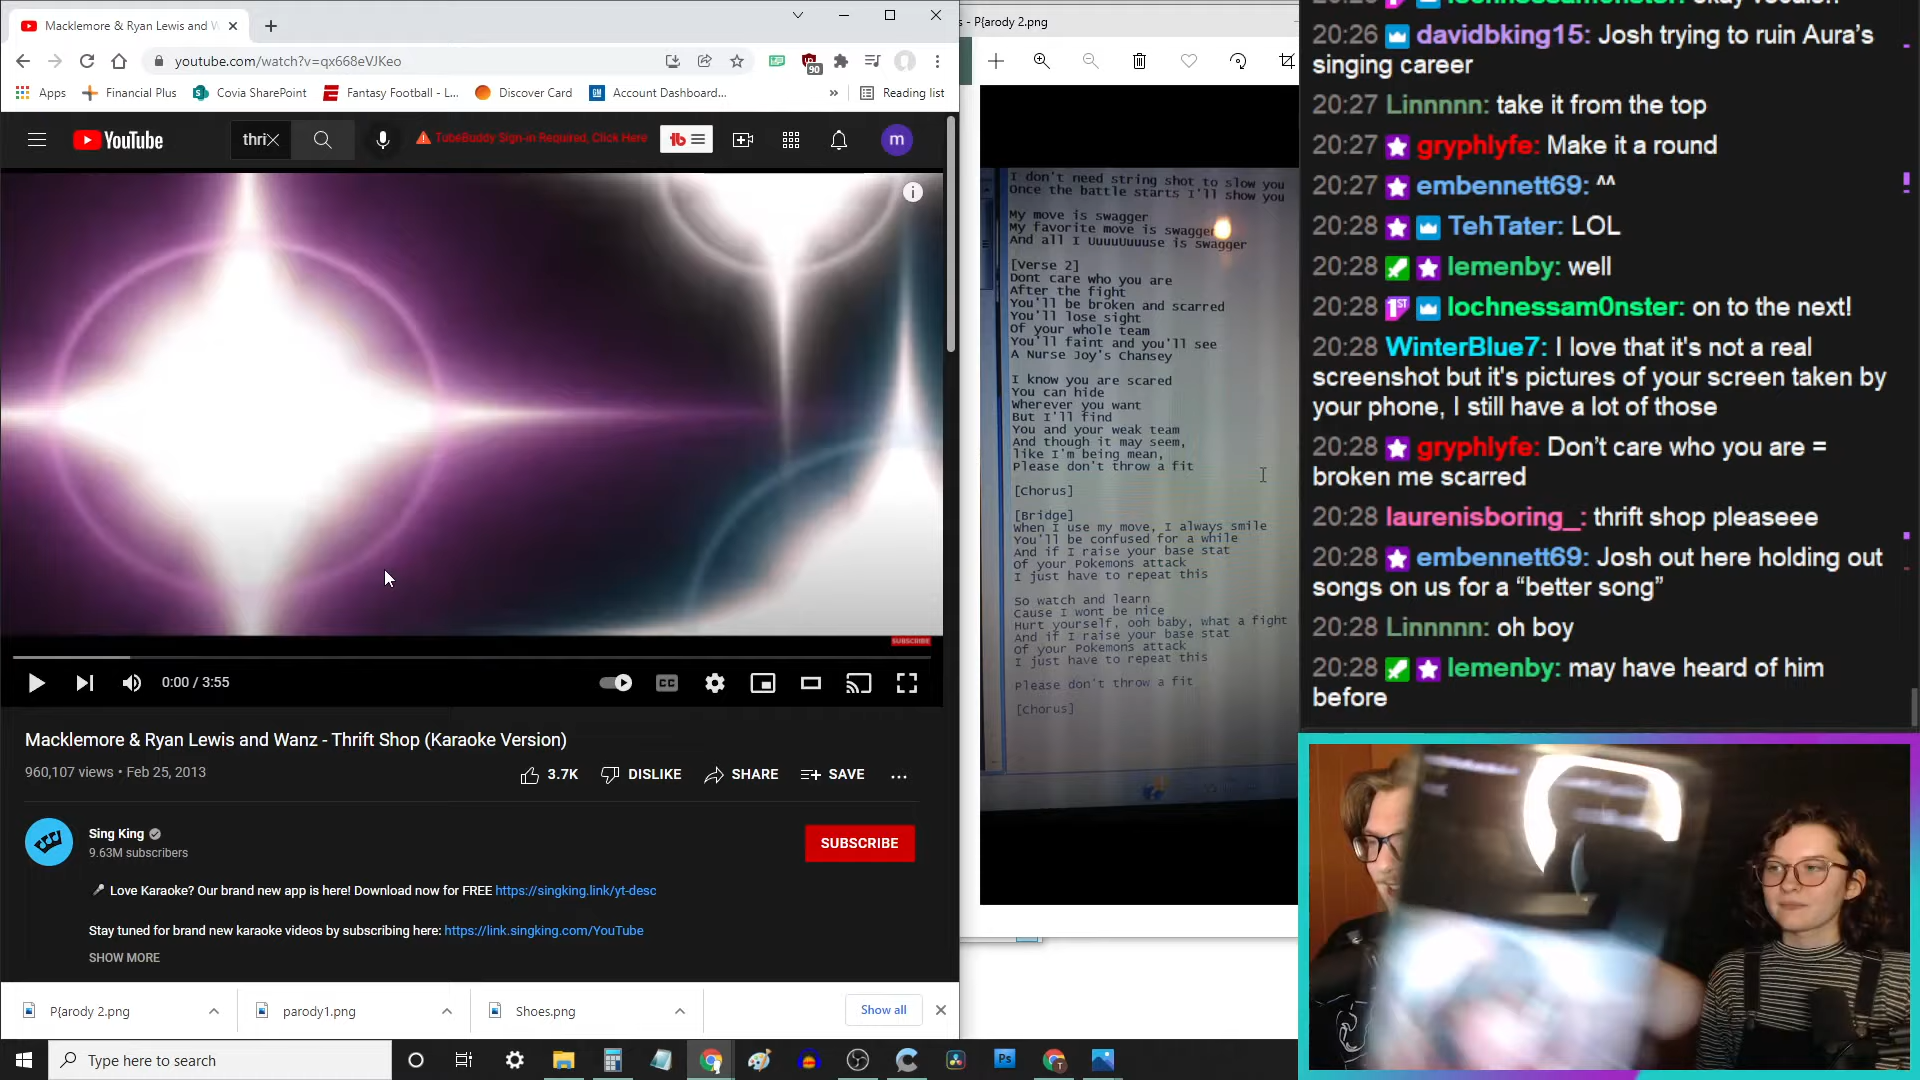 Macklemore & Ryan Lewis and W
- P{arody 2.png
youtube.com/watch?v=qx668eVJKeo
90
Apps
Financial Plus
Covia SharePoint
Fantasy Football - L...
Discover Card
Account Dashboard...
»
Reading list
YouTube
thri
TubeBuddy Sign-in Required, Click Here
m
SUBSCRIBE
0:00 / 3:55
CC
Macklemore & Ryan Lewis and Wanz - Thrift Shop (Karaoke Version)
960,107 views • Feb 25, 2013
3.7K
DISLIKE
SHARE
SAVE
Sing King
9.63M subscribers
SUBSCRIBE
Love Karaoke? Our brand new app is here! Download now for FREE https://singking.link/yt-desc
Stay tuned for brand new karaoke videos by subscribing here: https://link.singking.com/YouTube
SHOW MORE
P{arody 2.png
parody1.png
Shoes.png
Show all
Type here to search
Ps
T
I don't need string shot to slow you
Once the battle starts I'll show you
My move is swagger
My favorite move is swagger
And all I UuuuUuuuse is swagger
[Verse 2]
Dont care who you are
After the fight
You'll be broken and scarred
You'll lose sight
Of your whole team
You'll faint and you'll see
A Nurse Joy's Chansey
I know you are scared
You can hide
Wherever you want
But I'll find
You and your weak team
And though it may seem,
like I'm being mean,
Please don't throw a fit
[Chorus]
[Bridge]
When I use my move, I always smile
You'll be confused for a while
And if I raise your base stat
Of your Pokemons attack
I just have to repeat this
So watch and learn
Cause I wont be nice
Hurt yourself, ooh baby, what a fight
And if I raise your base stat
Of your Pokemons attack
I just have to repeat this
Please don't throw a fit
[Chorus]
20:26 davidbking15: Josh trying to ruin Aura's
singing career
20:27 Linnnnn: take it from the top
20:27 gryphlyfe: Make it a round
20:27 embennett69: ^^
20:28 TehTater: LOL
20:28 lemenby: well
20:28 1ST lochnessam0nster: on to the next!
20:28 WinterBlue7: I love that it's not a real
screenshot but it's pictures of your screen taken by
your phone, I still have a lot of those
20:28 gryphlyfe: Don't care who you are =
broken me scarred
20:28 laurenisboring_: thrift shop pleaseee
20:28 embennett69: Josh out here holding out
songs on us for a “better song”
20:28 Linnnnn: oh boy
20:28 lemenby: may have heard of him
before